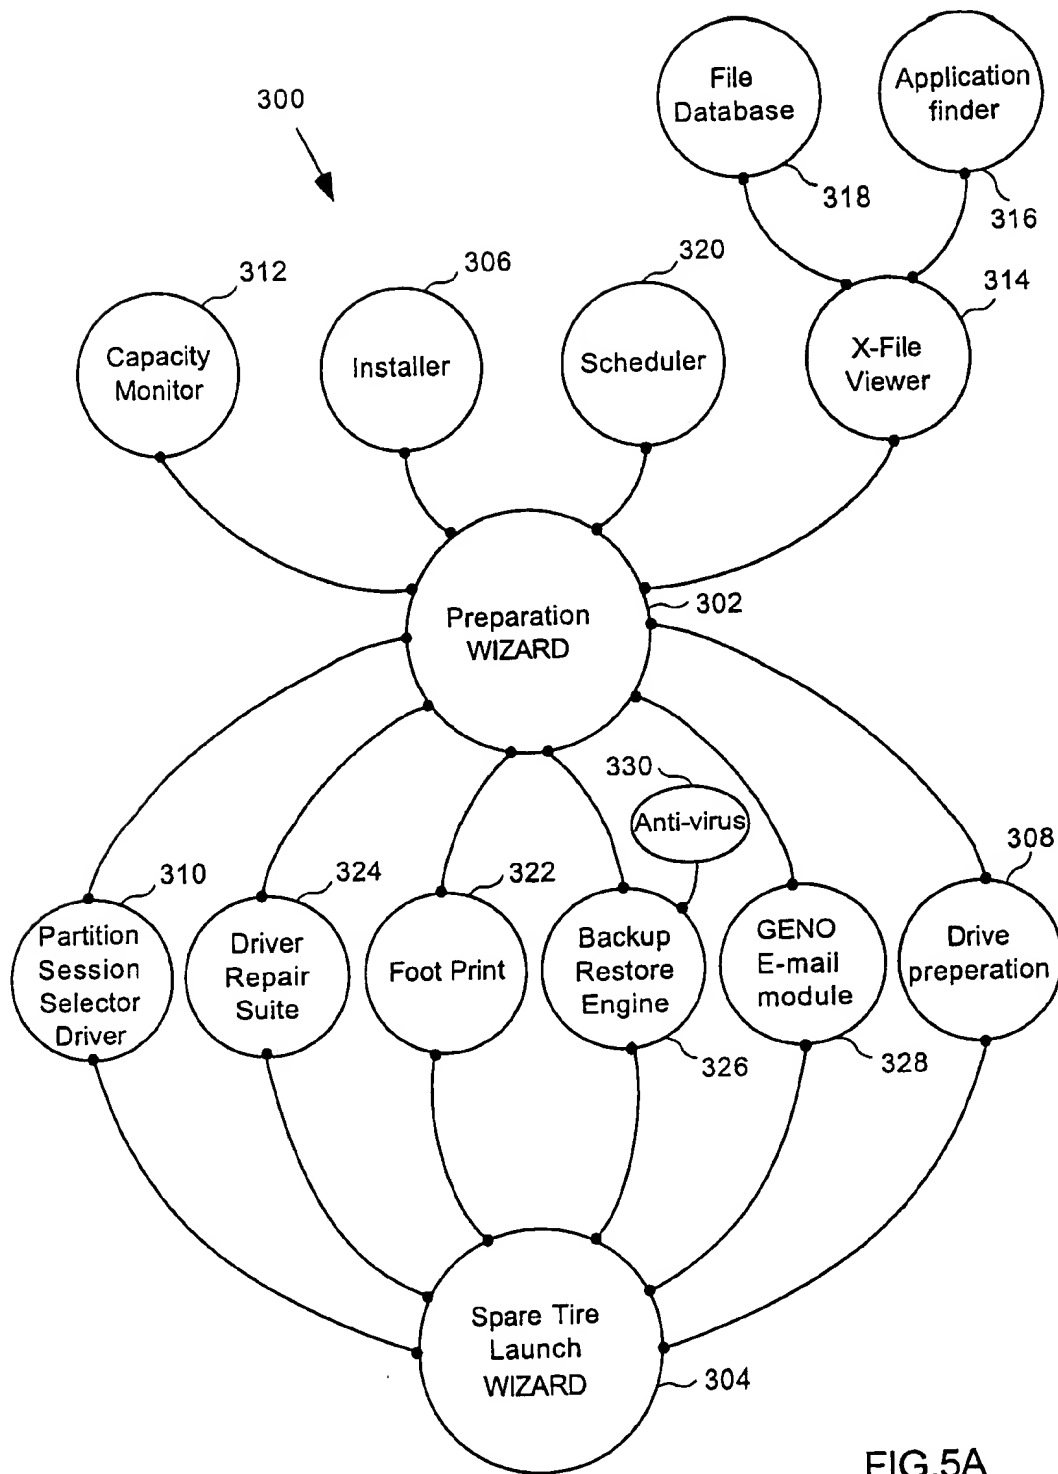 300
File
Database
318
Application
finder
316
312
Capacity
Monitor
306
Installer
320
Scheduler
314
X-File
Viewer
Preparation
WIZARD
302
330
Anti-virus
310
Partition
Session
Selector
Driver
324
Driver
Repair
Suite
322
Foot Print
Backup
Restore
Engine
326
GENO
E-mail
module
328
308
Drive
preperation
Spare Tire
Launch
WIZARD
304
FIG.5A